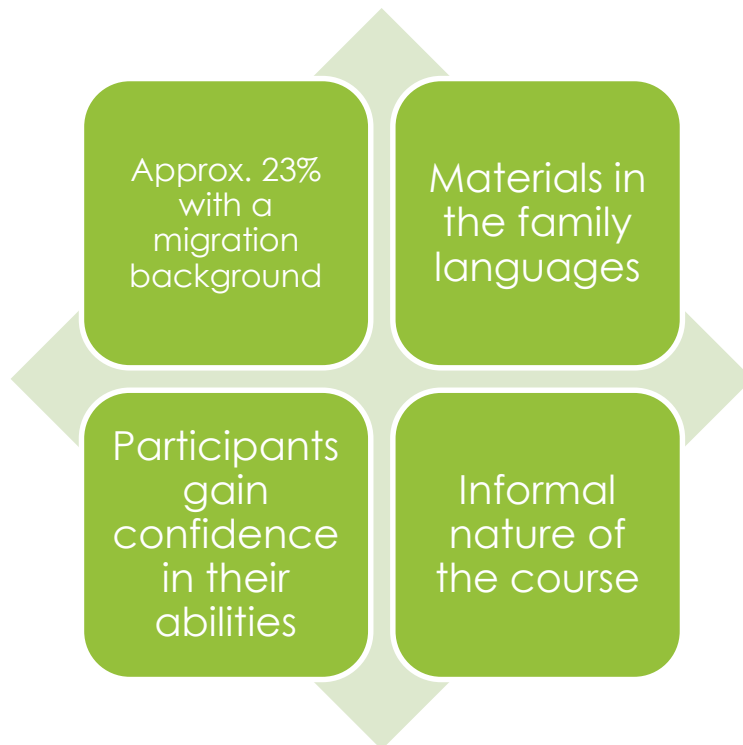 Approx. 23%
with a
migration
background
Materials in
the family
languages
Participants
gain
confidence
in their
abilities
Informal
nature of
the course